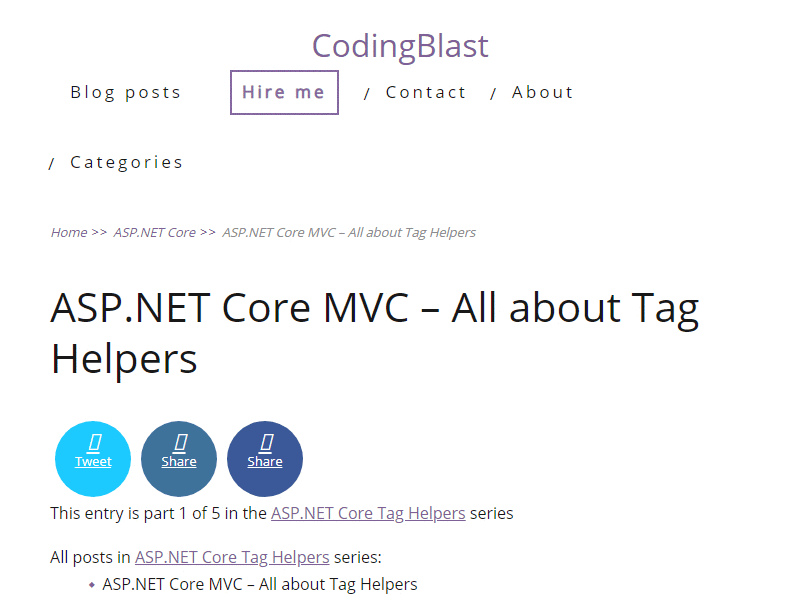 CodingBlast
Blog posts Hire me / Contact / About
/ Categories
Home >> ASP.NET Core >> ASP.NET Core MVC – All about Tag Helpers
ASP.NET Core MVC – All about Tag
Helpers
Tweet Share Share
This entry is part 1 of 5 in the ASP.NET Core Tag Helpers series
All posts in ASP.NET Core Tag Helpers series:
ASP.NET Core MVC – All about Tag Helpers